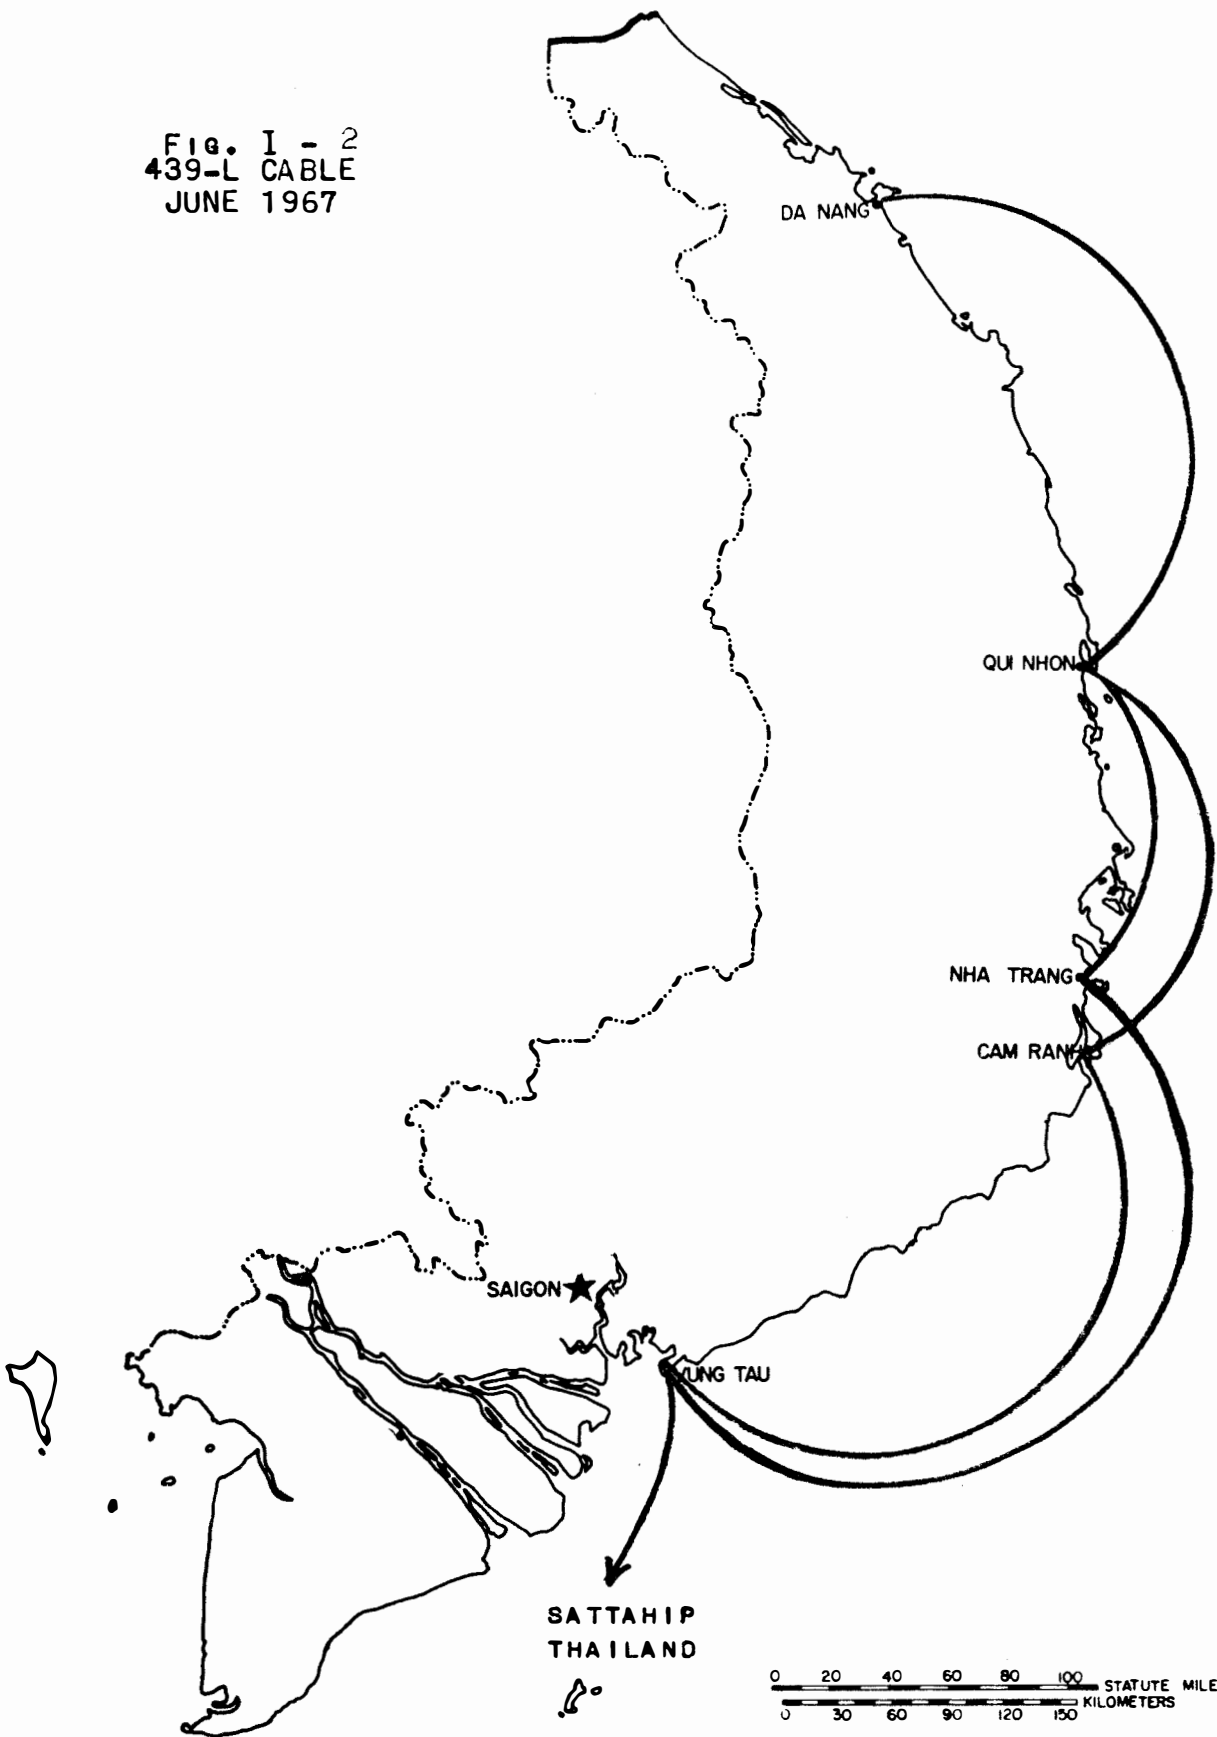 FIG. I - 2
439-L CABLE
JUNE 1967
DA NANG
QUI NHON
NHA TRANG
CAM RANH
SAIGON
VUNG TAU
SATTAHIP
THAILAND
0 20 40 60 80 100 STATUTE MILE
KILOMETERS
0 30 60 90 120 150